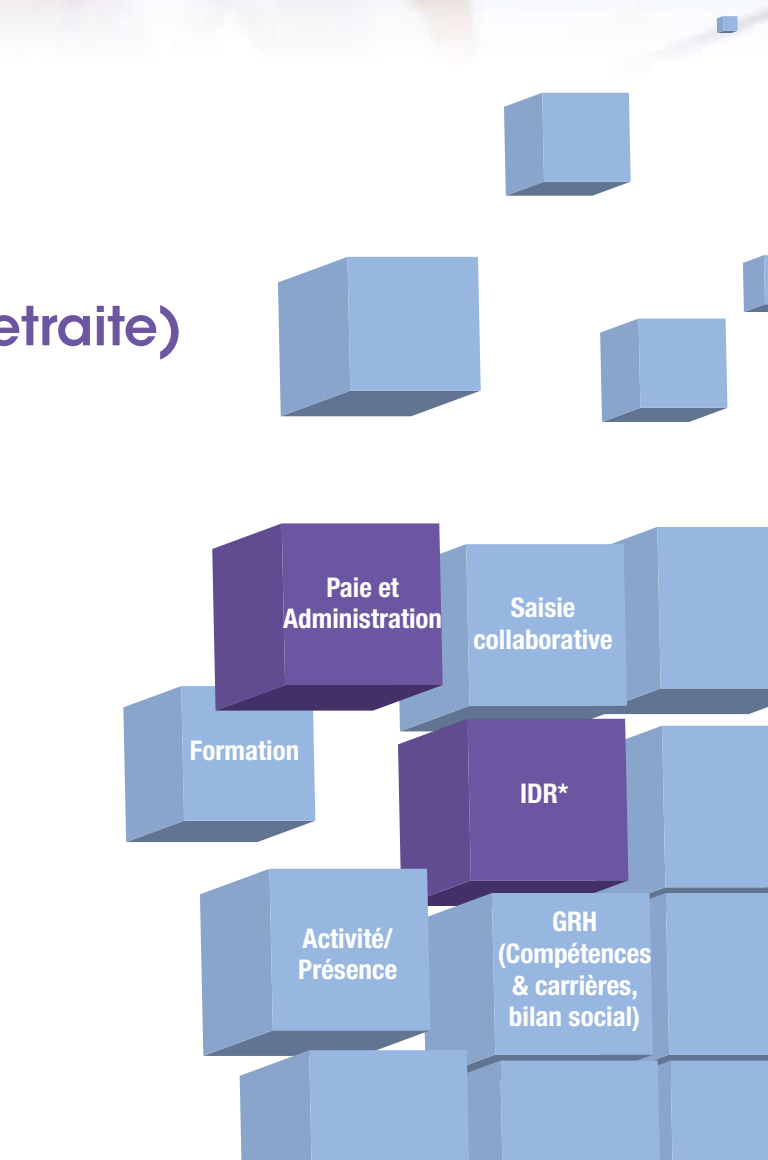 etraite)
Paie et
Administration
Saisie
collaborative
Formation
IDR*
Activité/
Présence
GRH
(Compétences
& carrières,
bilan social)